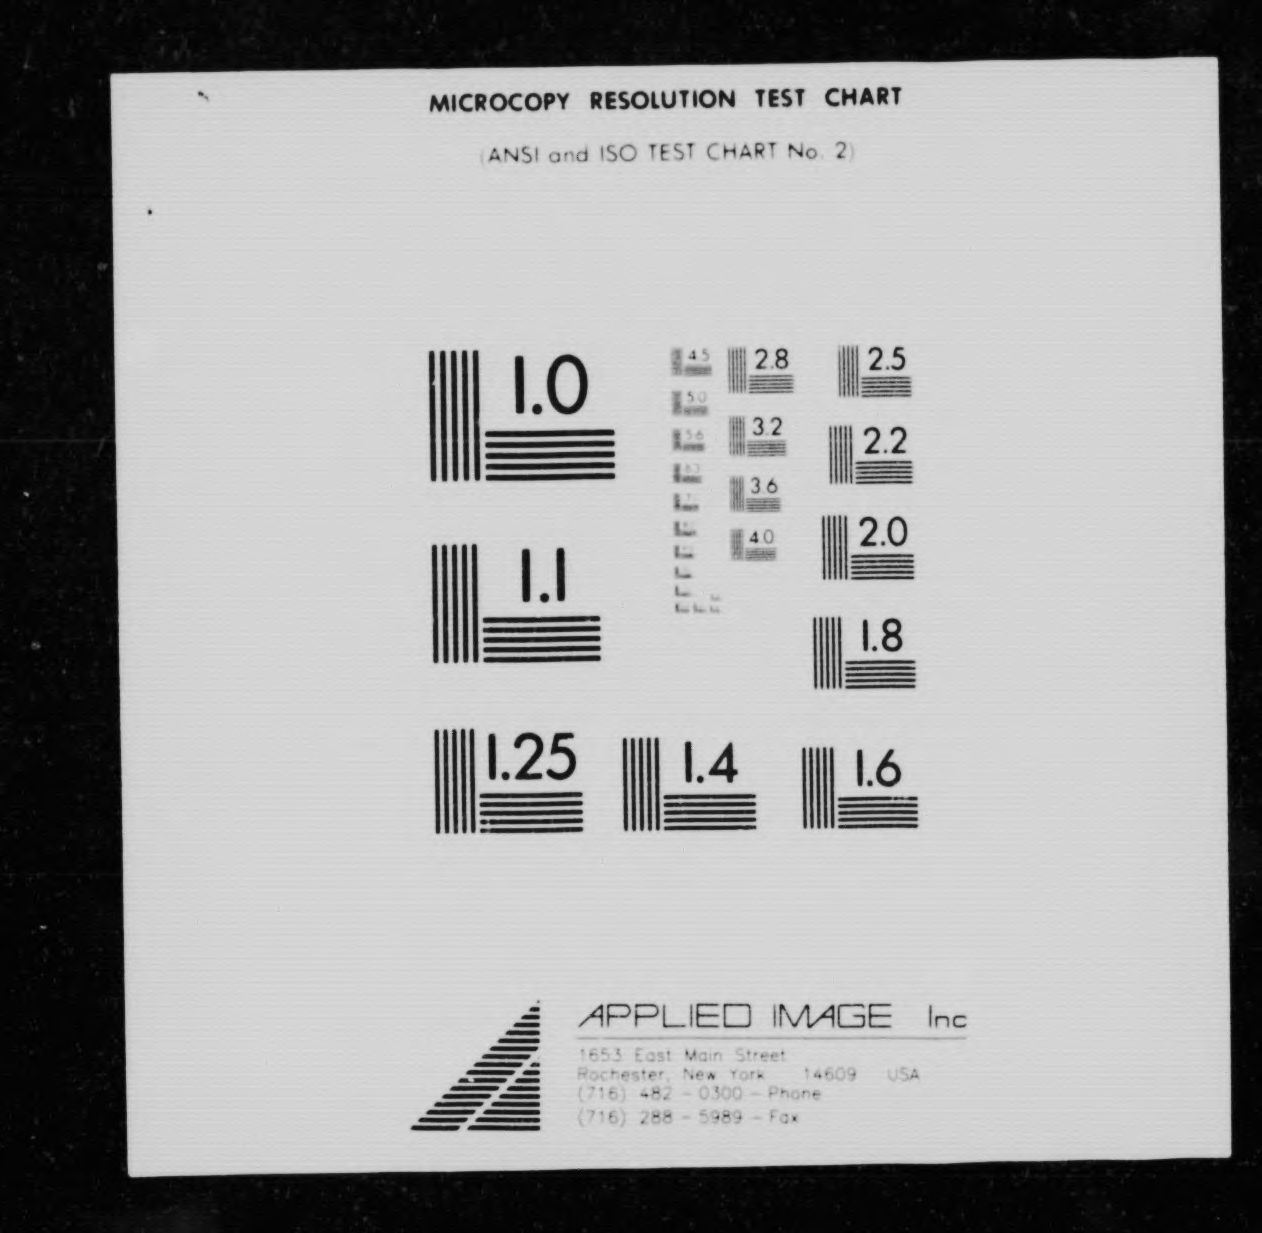 MICROCOPY RESOLUTION TEST CHART
(ANSI and ISO TEST CHART No. 2)
1.0
1.1
1.25
1.4
1.6
1.8
2.0
2.2
2.5
2.8
3.2
3.6
4.0
4.5
5.0
5.6
6.3
APPLIED IMAGE Inc
1653 East Main Street
Rochester, New York 14609 USA
(716) 482 - 0300 - Phone
(716) 288 - 5989 - Fax